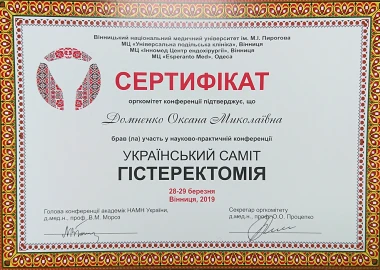 Вінницький національний медичний університет ім. М.І. Пирогова
МЦ «Універсальна подільська клініка», Вінниця
МЦ «Інномед Центр ендохірургії», Вінниця
МЦ «Esperanto Med», Одеса
СЕРТИФІКАТ
оргкомітет конференції підтверджує, що
Домненко Оксана Миколаївна
брав (ла) участь у науково-практичній конференції
УКРАЇНСЬКИЙ САМІТ
ГІСТЕРЕКТОМІЯ
28-29 березня
Вінниця, 2019
Голова конференції академік НАМН України,
д.мед.н., проф. В.М. Мороз
Секретар оргкомітету
д.мед.н., проф. О.О. Процепко